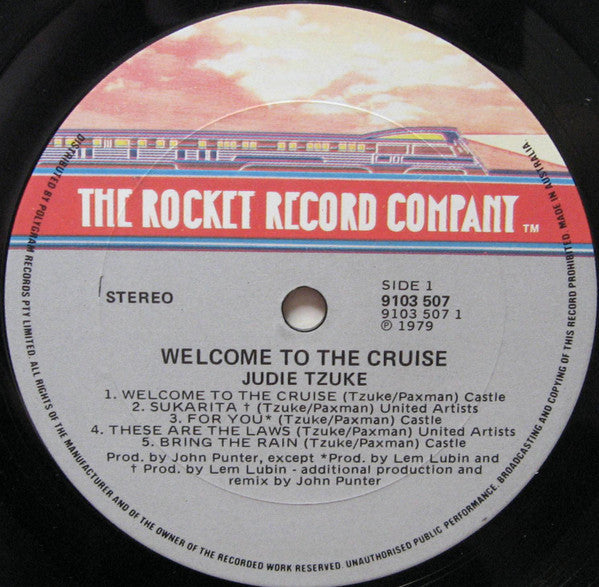 THE ROCKET RECORD COMPANY TM
STEREO
SIDE 1
9103 507
9103 507 1
℗ 1979
WELCOME TO THE CRUISE
JUDIE TZUKE
1. WELCOME TO THE CRUISE (Tzuke/Paxman) Castle
2. SUKARITA † (Tzuke/Paxman) United Artists
3. FOR YOU* (Tzuke/Paxman) Castle
4. THESE ARE THE LAWS (Tzuke/Paxman) United Artists
5. BRING THE RAIN (Tzuke/Paxman) Castle
Prod. by John Punter, except *Prod. by Lem Lubin and
† Prod. by Lem Lubin - additional production and
remix by John Punter
DISTRIBUTED BY POLYGRAM RECORDS PTY LIMITED. ALL RIGHTS OF THE MANUFACTURER AND OF THE OWNER OF THE RECORDED WORK RESERVED. UNAUTHORISED PUBLIC PERFORMANCE, BROADCASTING AND COPYING OF THIS RECORD PROHIBITED. MADE IN AUSTRALIA.